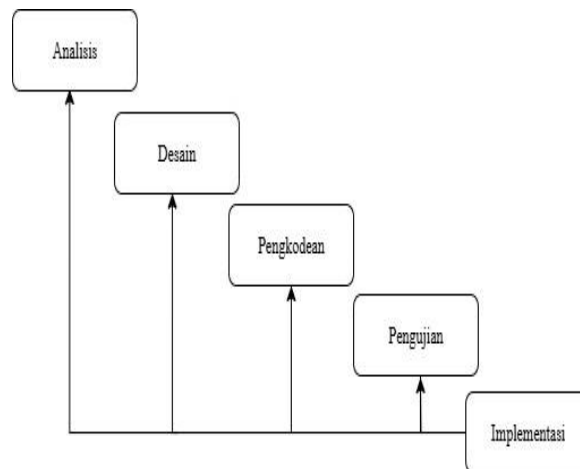 Analisis
Desain
Pengkodean
Pengujian
Implementasi